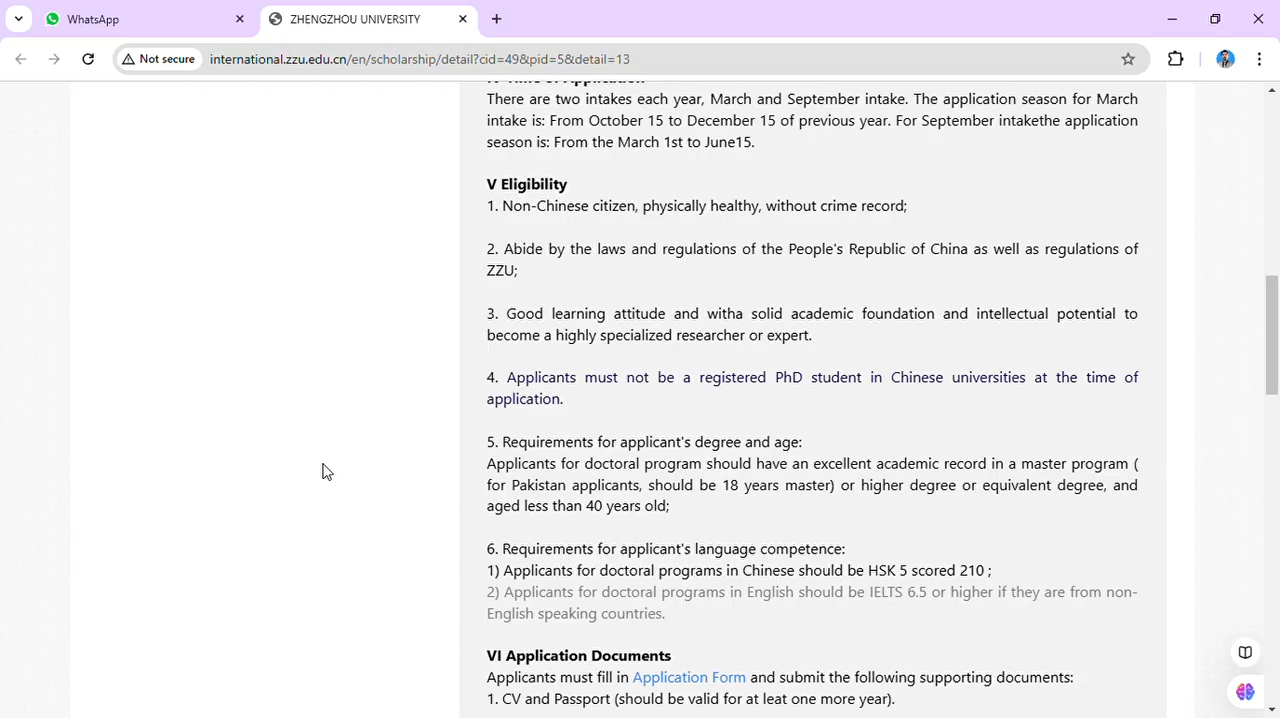 WhatsApp
ZHENGZHOU UNIVERSITY
Not secure
international.zzu.edu.cn/en/scholarship/detail?cid=49&pid=5&detail=13
There are two intakes each year, March and September intake. The application season for March
intake is: From October 15 to December 15 of previous year. For September intakethe application
season is: From the March 1st to June15.
V Eligibility
1. Non-Chinese citizen, physically healthy, without crime record;
2. Abide by the laws and regulations of the People's Republic of China as well as regulations of
ZZU;
3. Good learning attitude and witha solid academic foundation and intellectual potential to
become a highly specialized researcher or expert.
4. Applicants must not be a registered PhD student in Chinese universities at the time of
application.
5. Requirements for applicant's degree and age:
Applicants for doctoral program should have an excellent academic record in a master program (
for Pakistan applicants, should be 18 years master) or higher degree or equivalent degree, and
aged less than 40 years old;
6. Requirements for applicant's language competence:
1) Applicants for doctoral programs in Chinese should be HSK 5 scored 210 ;
2) Applicants for doctoral programs in English should be IELTS 6.5 or higher if they are from non-
English speaking countries.
VI Application Documents
Applicants must fill in Application Form and submit the following supporting documents:
1. CV and Passport (should be valid for at leat one more year).